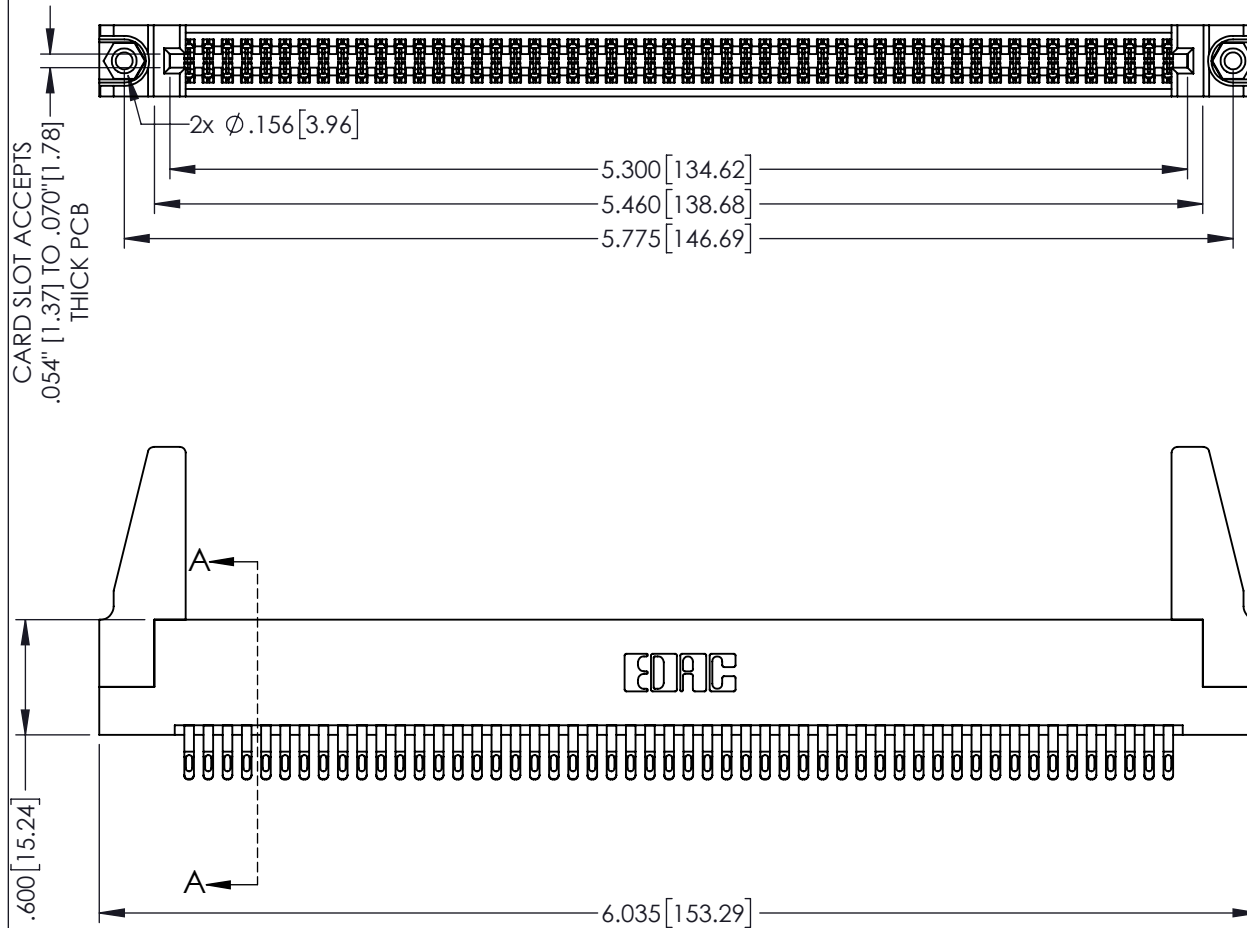 2x Ø.156[3.96]
CARD SLOT ACCEPTS
.054" [1.37] TO .070"[1.78]
THICK PCB
5.300[134.62]
5.460[138.68]
5.775[146.69]
A
EDAC
A
.600[15.24]
6.035[153.29]